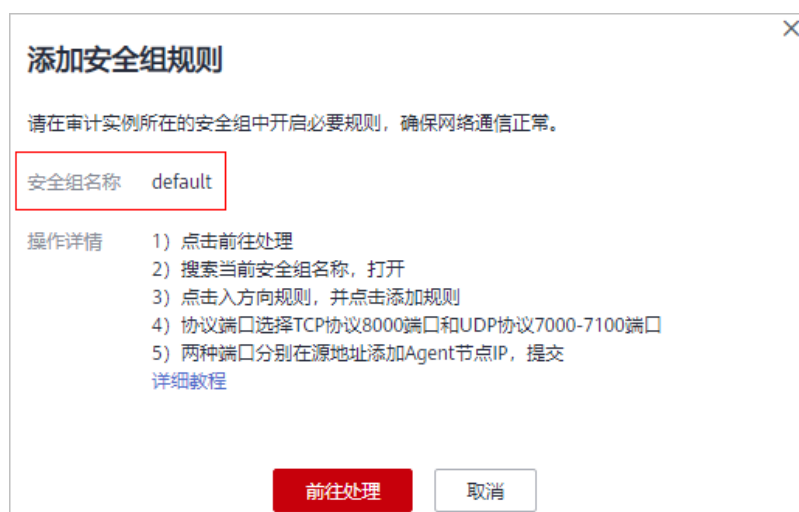 添加安全组规则
请在审计实例所在的安全组中开启必要规则，确保网络通信正常。
安全组名称 default
操作详情 1）点击前往处理
2）搜索当前安全组名称，打开
3）点击入方向规则，并点击添加规则
4）协议端口选择TCP协议8000端口和UDP协议7000-7100端口
5）两种端口分别在源地址添加Agent节点IP，提交
详细教程
前往处理 取消